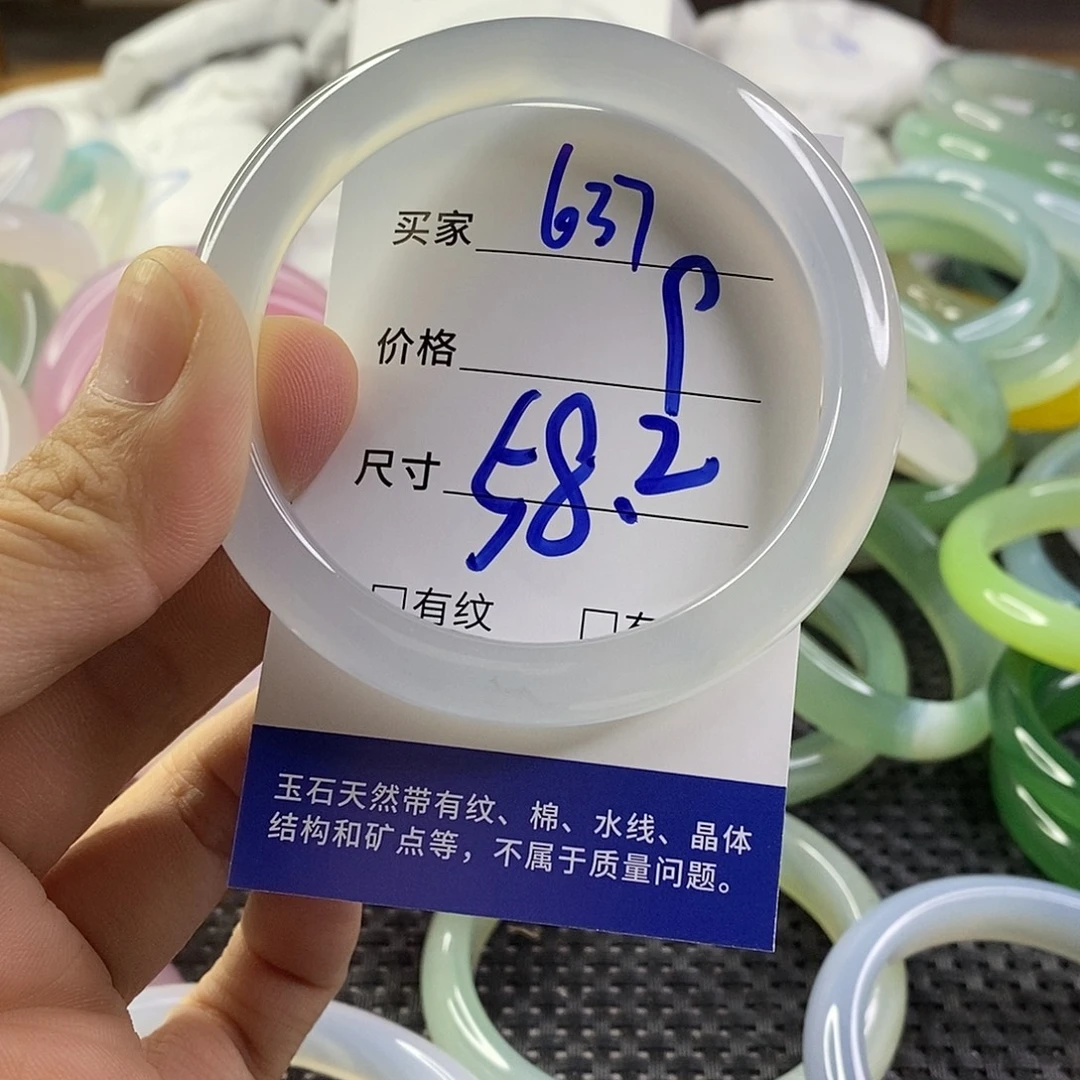 买家 637
价格
尺寸 58.2
□有纹 □
玉石天然带有纹、棉、水线、晶体
结构和矿点等，不属于质量问题。